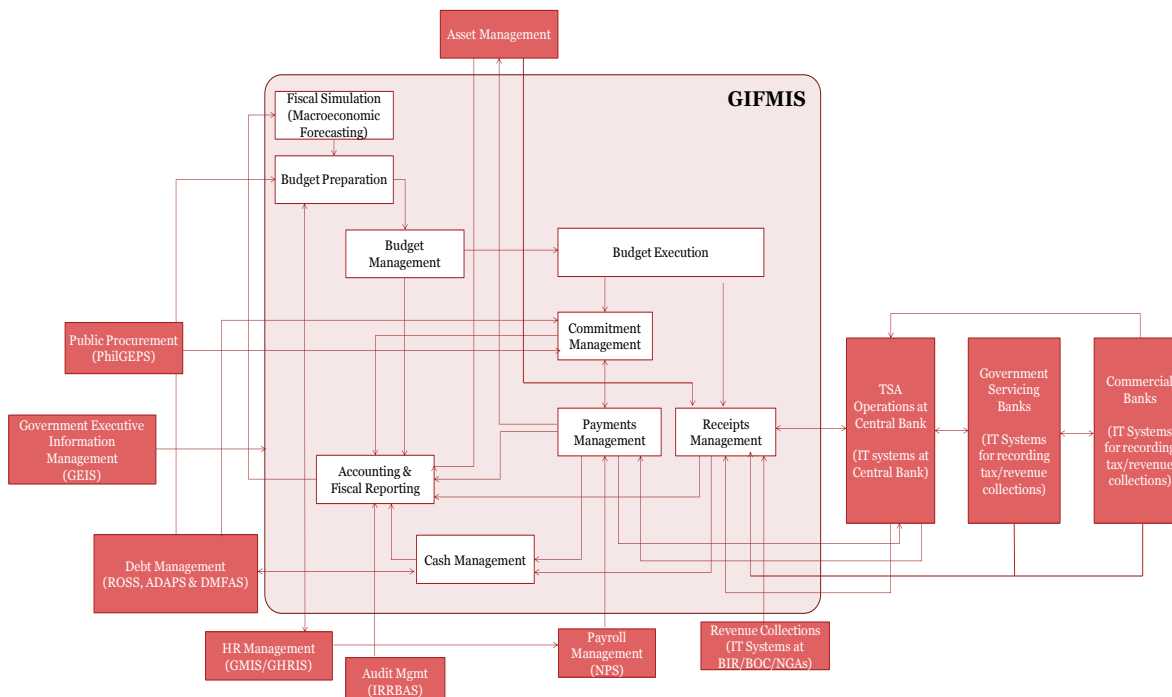 Asset Management
GIFMIS
Fiscal Simulation
(Macroeconomic
Forecasting)
Budget Preparation
Budget
Management
Budget Execution
Commitment
Management
Public Procurement
(PhilGEPS)
Government Executive
Information
Management
(GEIS)
Payments
Management
Receipts
Management
TSA
Operations at
Central Bank
(IT systems at
Central Bank)
Government
Servicing
Banks
(IT Systems
for recording
tax/revenue
collections)
Commercial
Banks
(IT Systems
for recording
tax/revenue
collections)
Accounting &
Fiscal Reporting
Cash Management
Debt Management
(ROSS, ADAPS & DMFAS)
HR Management
(GMIS/GHRIS)
Audit Mgmt
(IRRBAS)
Payroll
Management
(NPS)
Revenue Collections
(IT Systems at
BIR/BOC/NGAs)